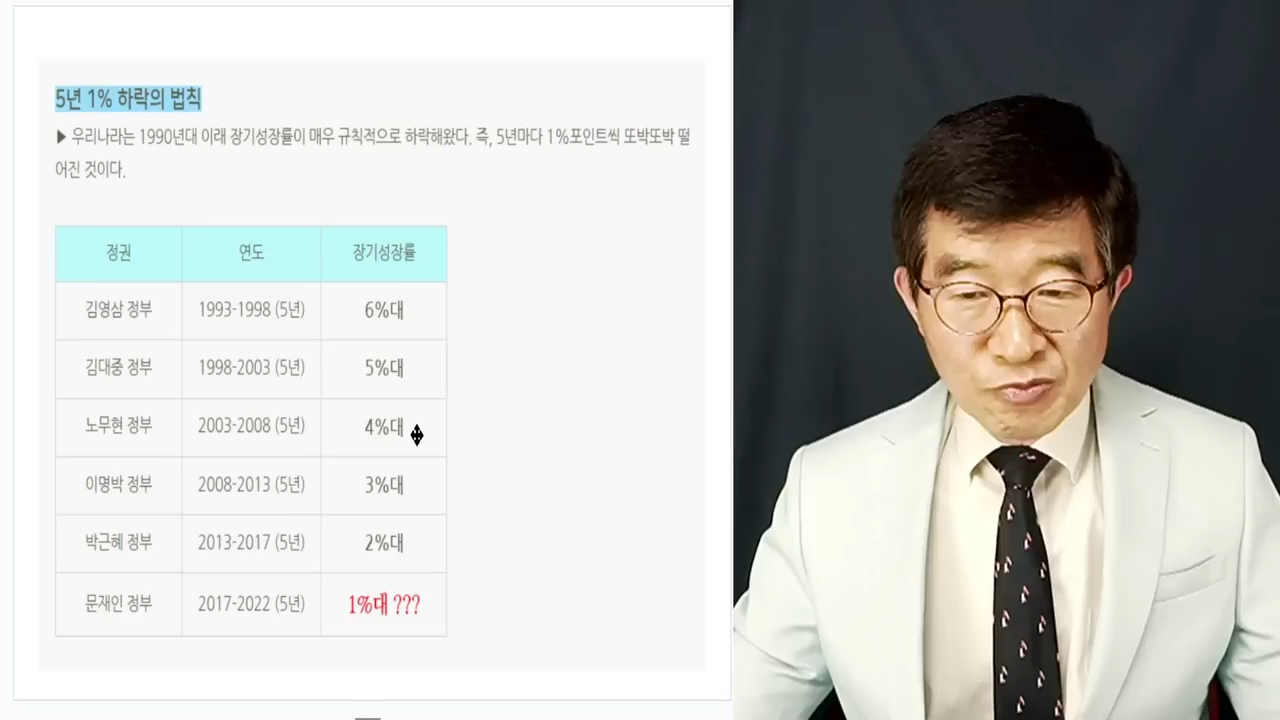 5년 1% 하락의 법칙
▶ 우리나라는 1990년대 이래 장기성장률이 매우 규칙적으로 하락해왔다. 즉, 5년마다 1%포인트씩 또박또박 떨
어진 것이다.
정권 연도 장기성장률
김영삼 정부 1993-1998 (5년) 6%대
김대중 정부 1998-2003 (5년) 5%대
노무현 정부 2003-2008 (5년) 4%대
이명박 정부 2008-2013 (5년) 3%대
박근혜 정부 2013-2017 (5년) 2%대
문재인 정부 2017-2022 (5년) 1%대 ???